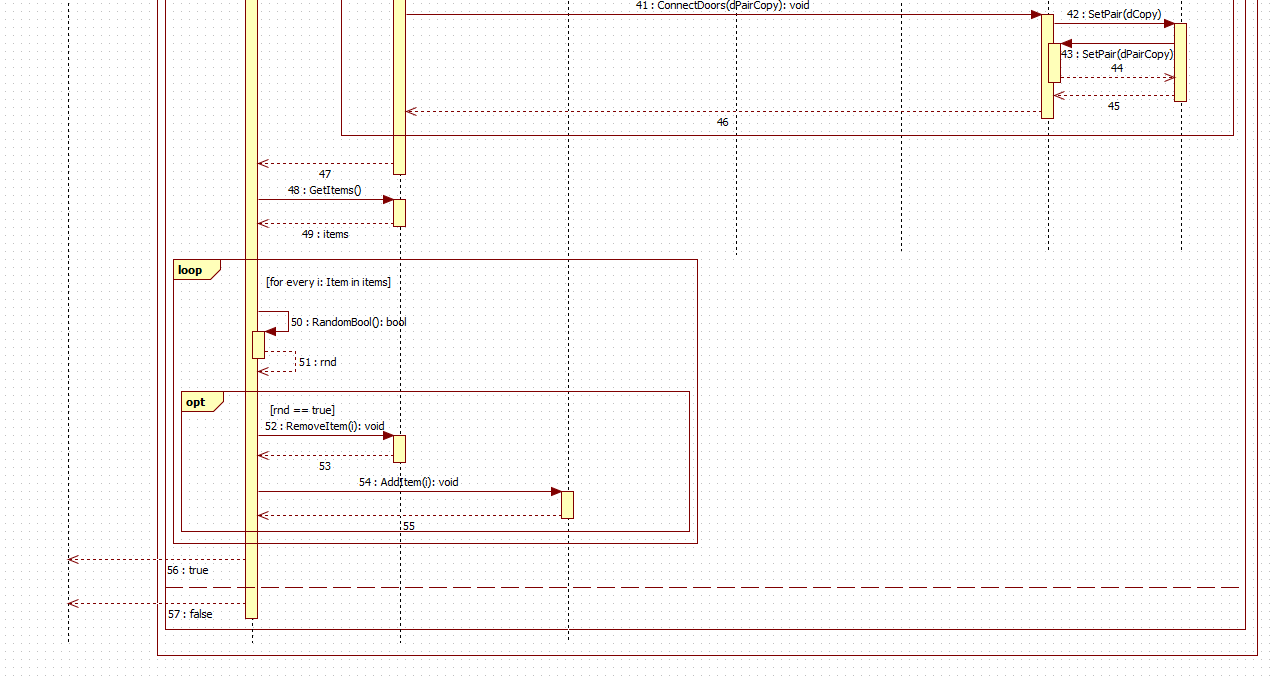 41 : ConnectDoors(dPairCopy): void
42 : SetPair(dCopy)
43 : SetPair(dPairCopy)
44
45
46
47
48 : GetItems()
49 : items
loop
[for every i: Item in items]
50 : RandomBool(): bool
51 : rnd
opt
[rnd == true]
52 : RemoveItem(i): void
53
54 : AddItem(i): void
55
56 : true
57 : false